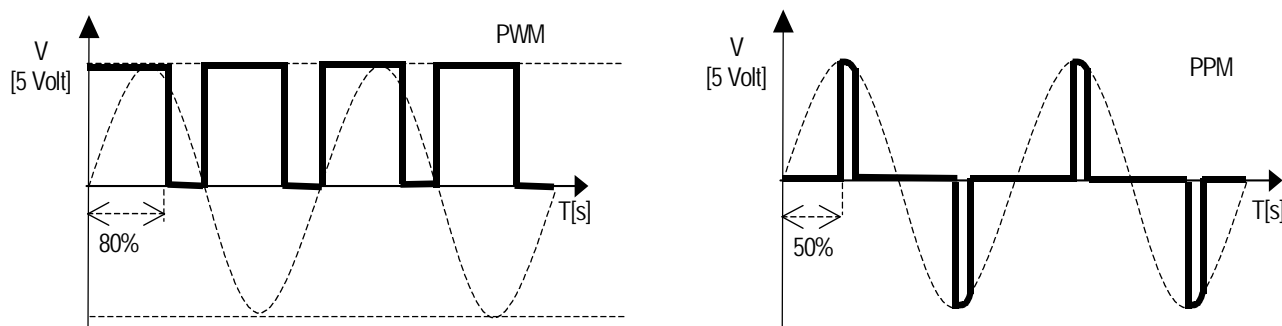 V
[5 Volt]
PWM
T[s]
80%
V
[5 Volt]
PPM
T[s]
50%